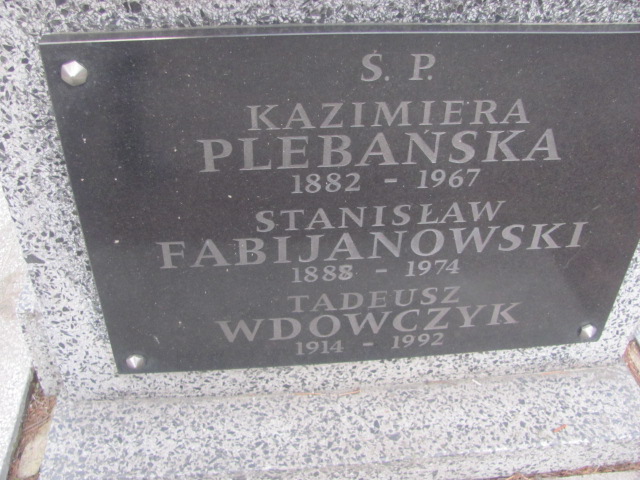 Ś. P.
KAZIMIERA
PLEBAŃSKA
1882 - 1967
STANISŁAW
FABIJANOWSKI
1888 - 1974
TADEUSZ
WDOWCZYK
1914 - 1992